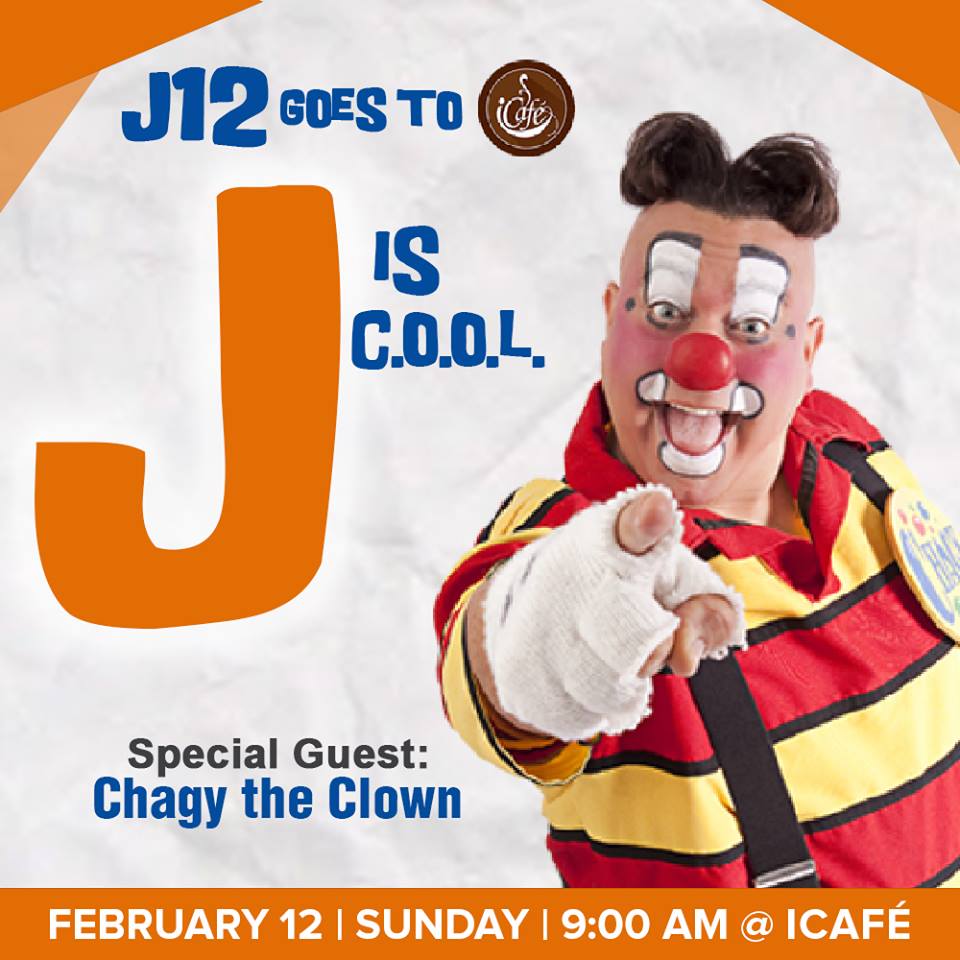 J12 GOES TO iCafé
J
IS
C.O.O.L.
Special Guest:
Chagy the Clown
FEBRUARY 12 | SUNDAY | 9:00 AM @ ICAFÉ